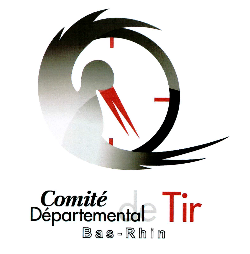 Comité
Départemental de Tir
Bas-Rhin